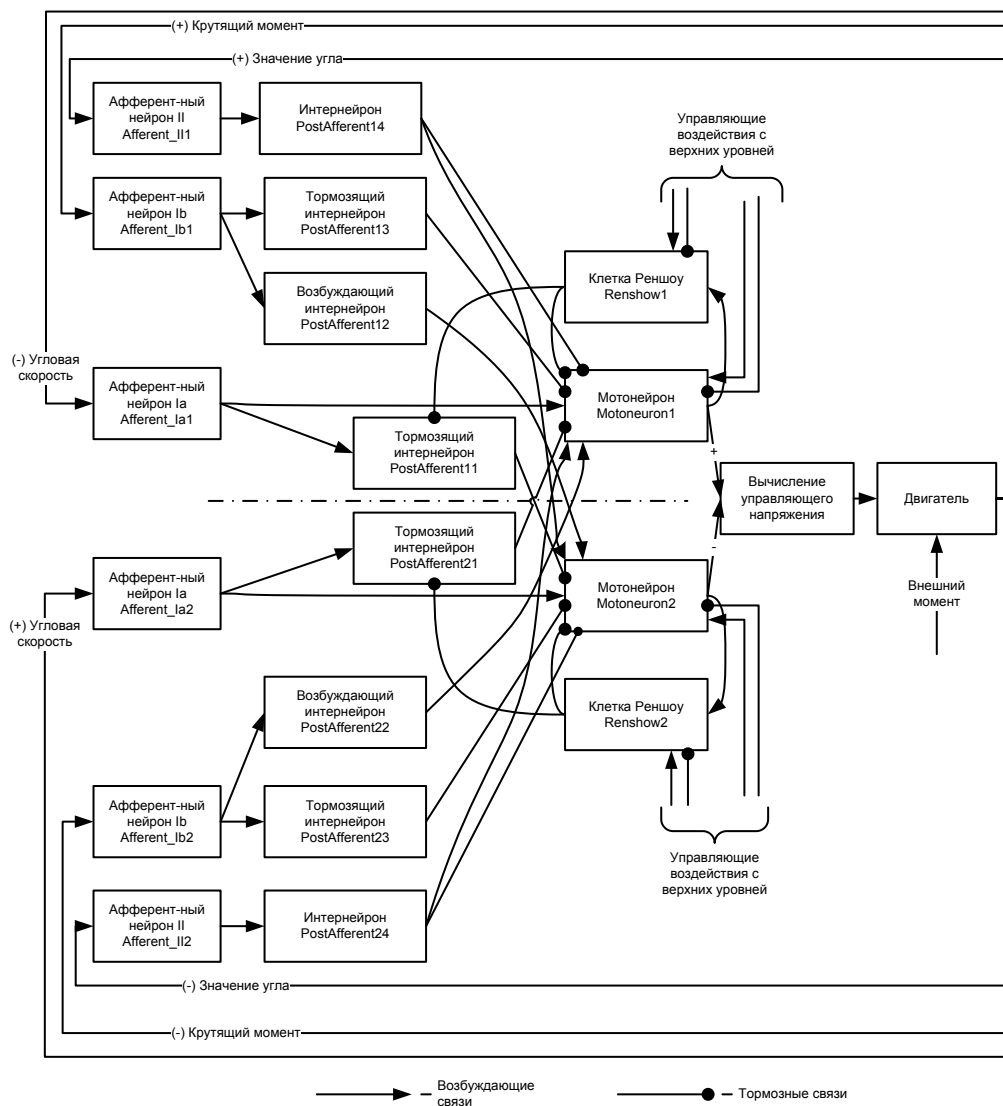 (+) Крутящий момент
(+) Значение угла
Афферент-ный
нейрон II
Afferent_II1
Интернейрон
PostAfferent14
Управляющие
воздействия с
верхних уровней
Афферент-ный
нейрон Ib
Afferent_Ib1
Тормозящий
интернейрон
PostAfferent13
Возбуждающий
интернейрон
PostAfferent12
Клетка Реншоу
Renshow1
(-) Угловая
скорость
Афферент-ный
нейрон Ia
Afferent_Ia1
Мотонейрон
Motoneuron1
Тормозящий
интернейрон
PostAfferent11
+
Вычисление
управляющего
напряжения
Двигатель
Тормозящий
интернейрон
PostAfferent21
-
Афферент-ный
нейрон Ia
Afferent_Ia2
Мотонейрон
Motoneuron2
Внешний
момент
(+) Угловая
скорость
Возбуждающий
интернейрон
PostAfferent22
Клетка Реншоу
Renshow2
Афферент-ный
нейрон Ib
Afferent_Ib2
Тормозящий
интернейрон
PostAfferent23
Управляющие
воздействия с
верхних уровней
Афферент-ный
нейрон II
Afferent_II2
Интернейрон
PostAfferent24
(-) Значение угла
(-) Крутящий момент
– Возбуждающие
связи
– Тормозные связи